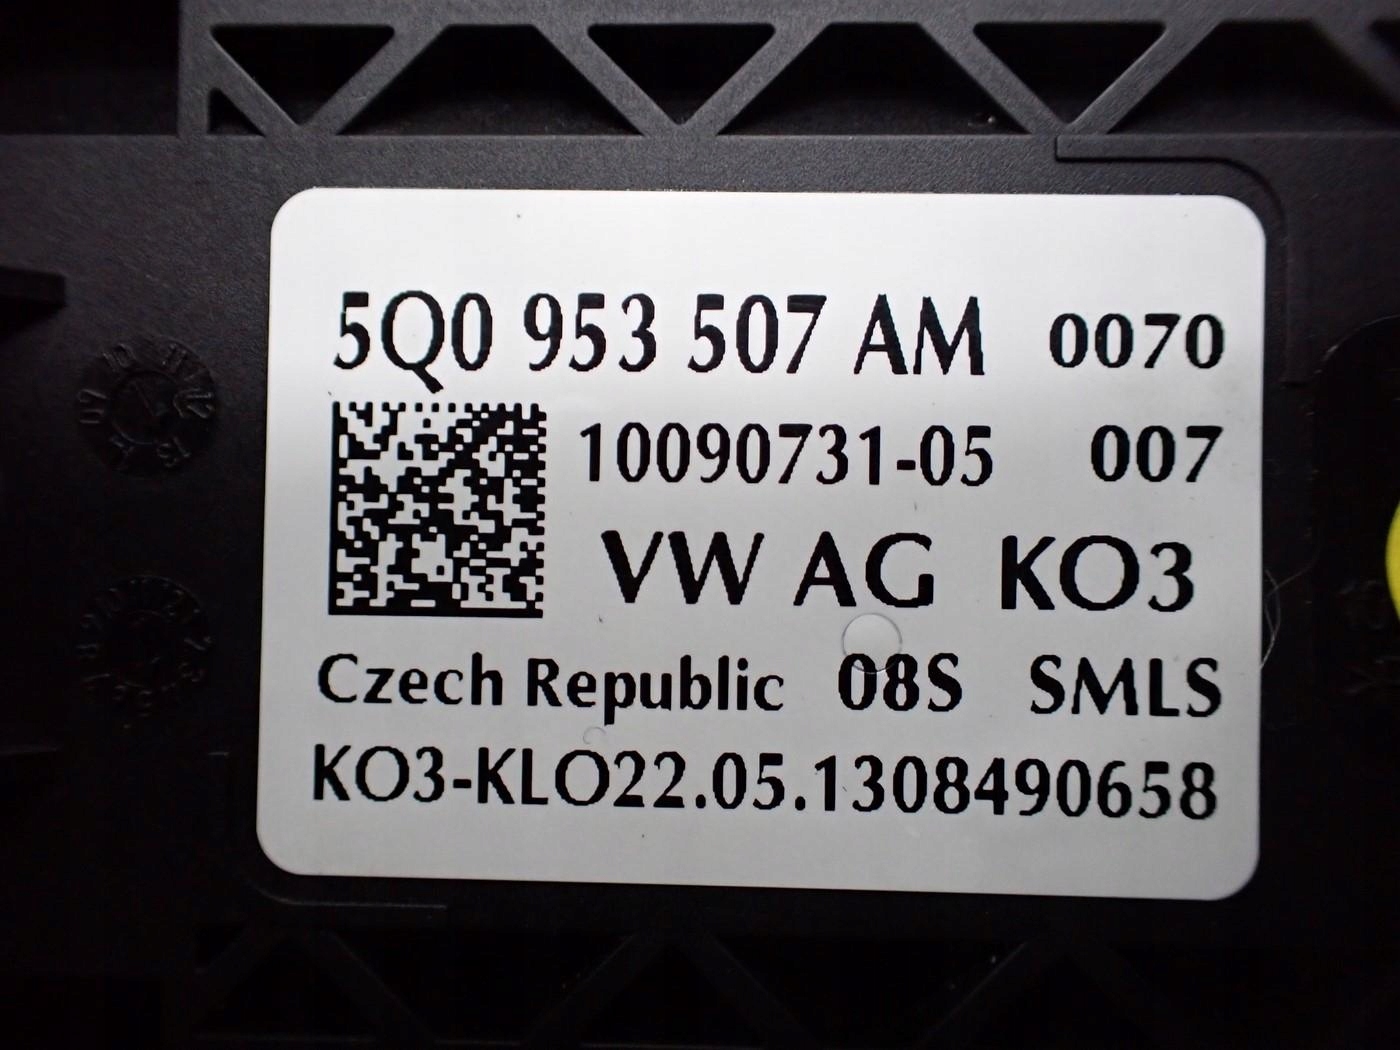 5Q0 953 507 AM 0070
10090731-05 007
VW AG KO3
Czech Republic 08S SMLS
KO3-KLO22.05.1308490658